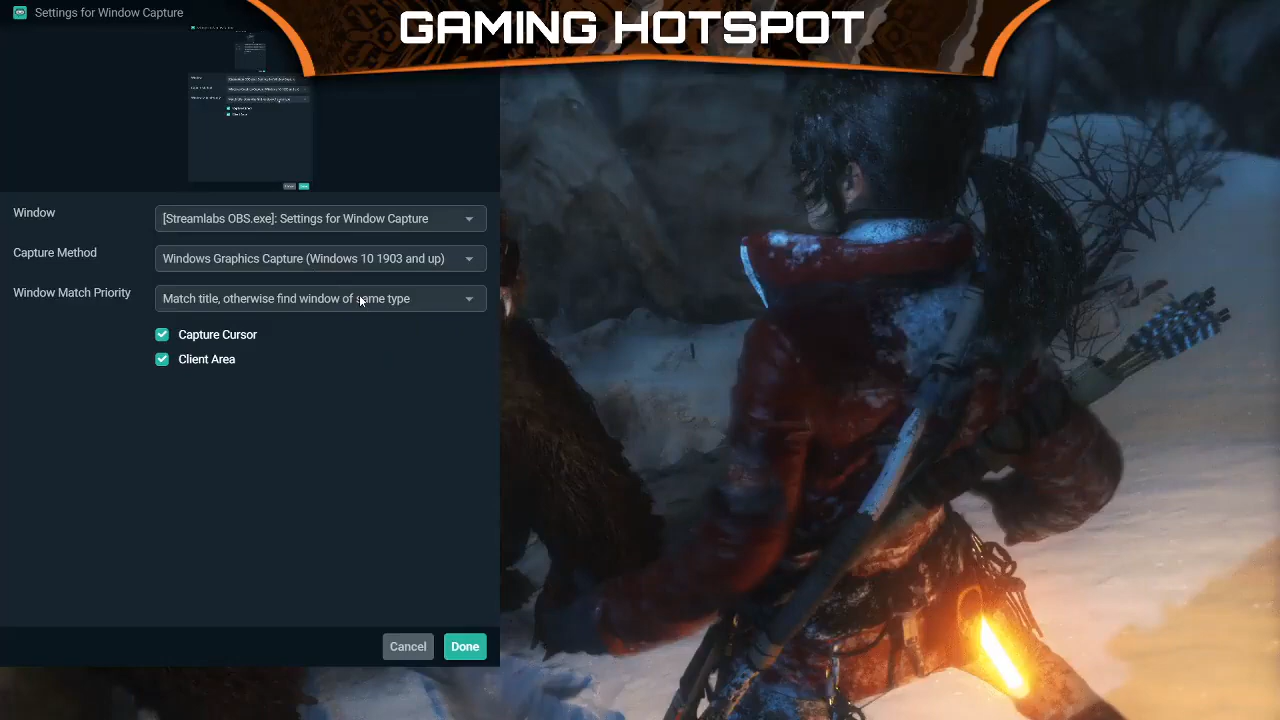 Settings for Window Capture
GAMING HOTSPOT
Window
[Streamlabs OBS.exe]: Settings for Window Capture
Capture Method
Windows Graphics Capture (Windows 10 1903 and up)
Window Match Priority
Match title, otherwise find window of same type
Capture Cursor
Client Area
Cancel
Done